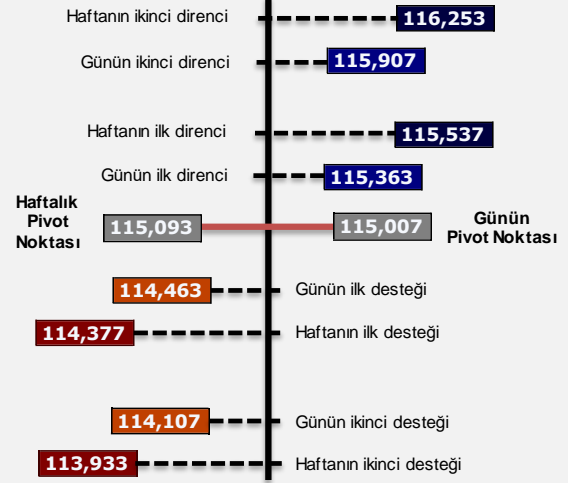 Haftanın ikinci direnci
116,253
Günün ikinci direnci
115,907
Haftanın ilk direnci
115,537
Günün ilk direnci
115,363
Haftalık
Pivot
Noktası
115,093
115,007
Günün
Pivot Noktası
114,463
Günün ilk desteği
114,377
Haftanın ilk desteği
114,107
Günün ikinci desteği
113,933
Haftanın ikinci desteği